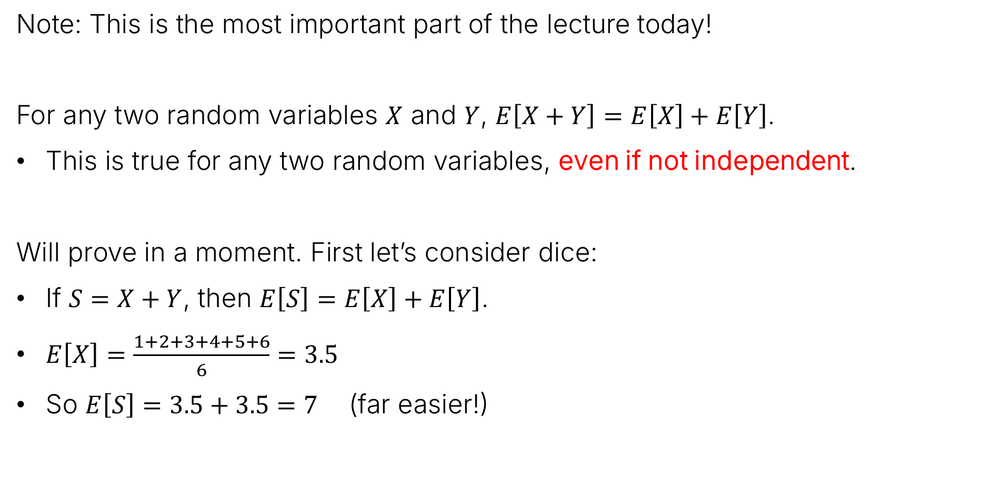 Note: This is the most important part of the lecture today!
For any two random variables X and Y, E[X + Y] = E[X] + E[Y].
• This is true for any two random variables, even if not independent.
Will prove in a moment. First let’s consider dice:
• If S = X + Y, then E[S] = E[X] + E[Y].
• E[X] = \frac{1+2+3+4+5+6}{6} = 3.5
• So E[S] = 3.5 + 3.5 = 7 (far easier!)